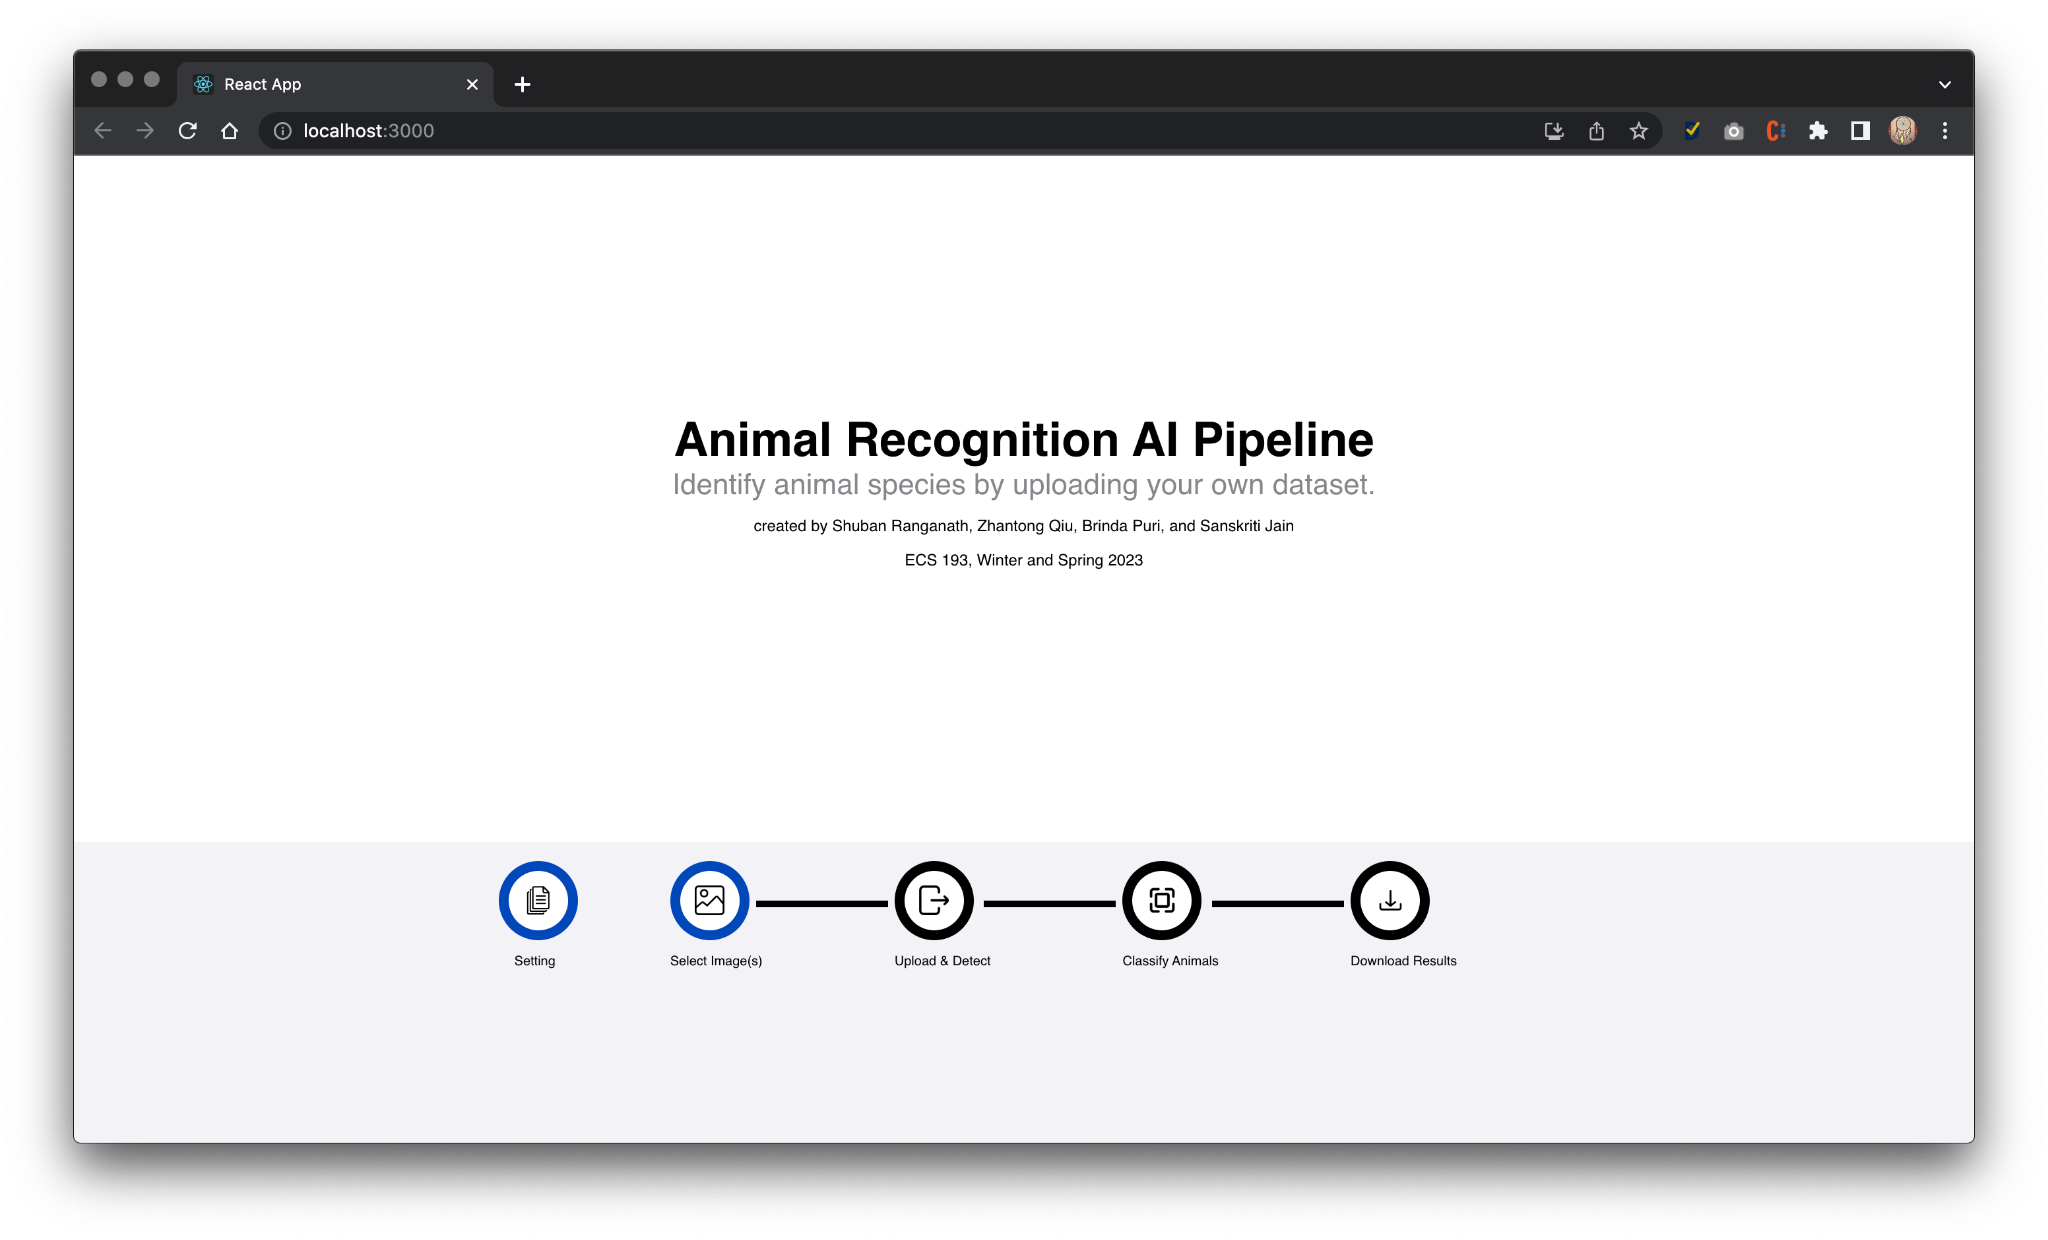 React App
localhost:3000
Animal Recognition AI Pipeline
Identify animal species by uploading your own dataset.
created by Shuban Ranganath, Zhantong Qiu, Brinda Puri, and Sanskriti Jain
ECS 193, Winter and Spring 2023
Setting
Select Image(s)
Upload & Detect
Classify Animals
Download Results